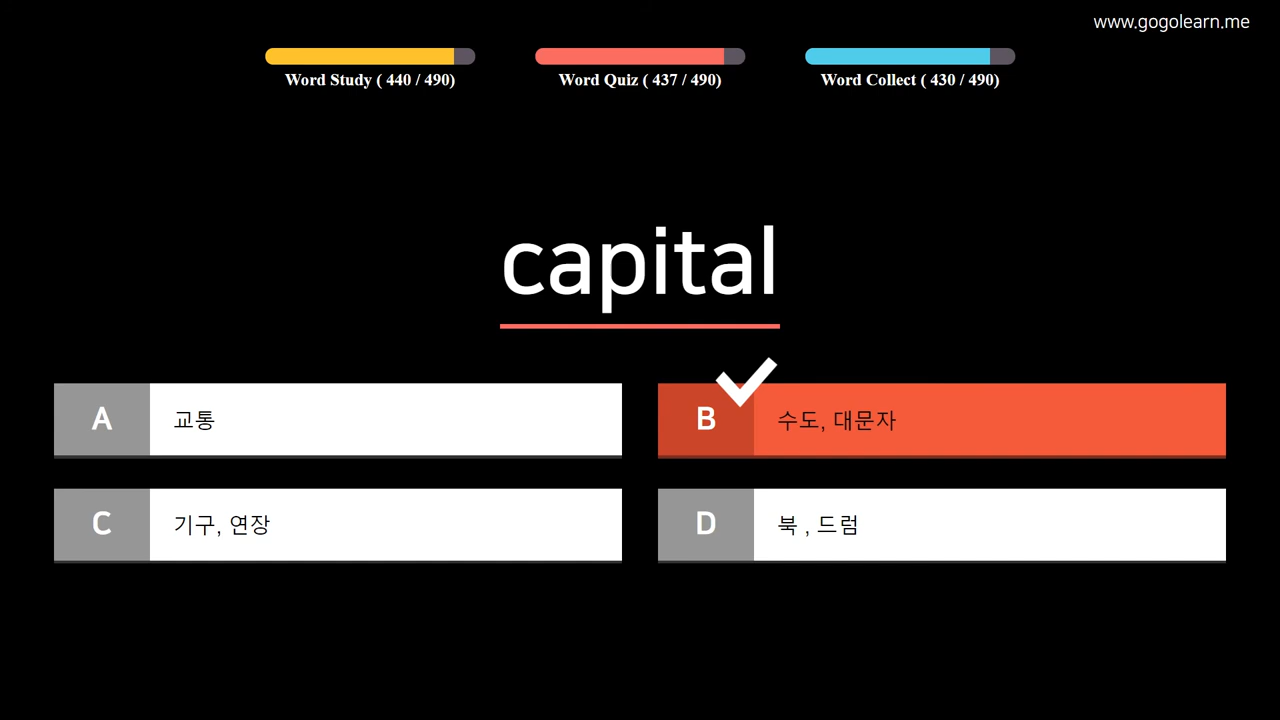 www.gogolearn.me
Word Study ( 440 / 490)
Word Quiz ( 437 / 490)
Word Collect ( 430 / 490)
capital
A 교통
B 수도, 대문자
C 기구, 연장
D 북 , 드럼